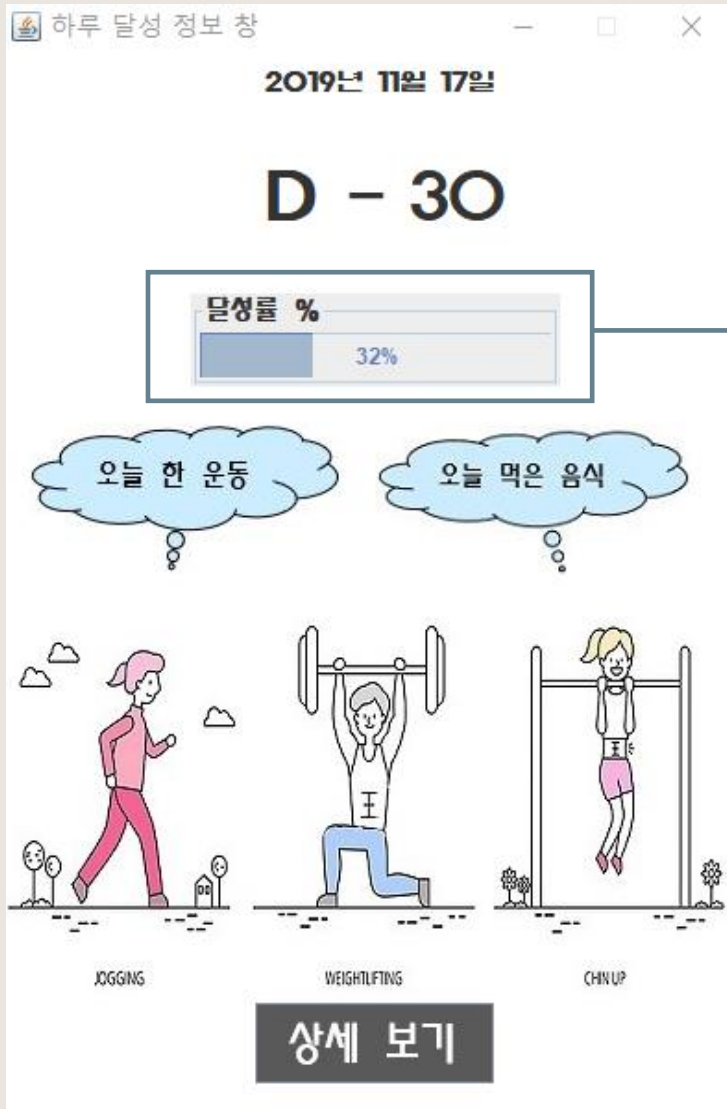 하루 달성 정보 창
2019년 11월 17일
D - 30
달성률 %
32%
오늘 한 운동
오늘 먹은 음식
王
王
JOGGING
WEIGHTLIFTING
CHIN UP
상세 보기